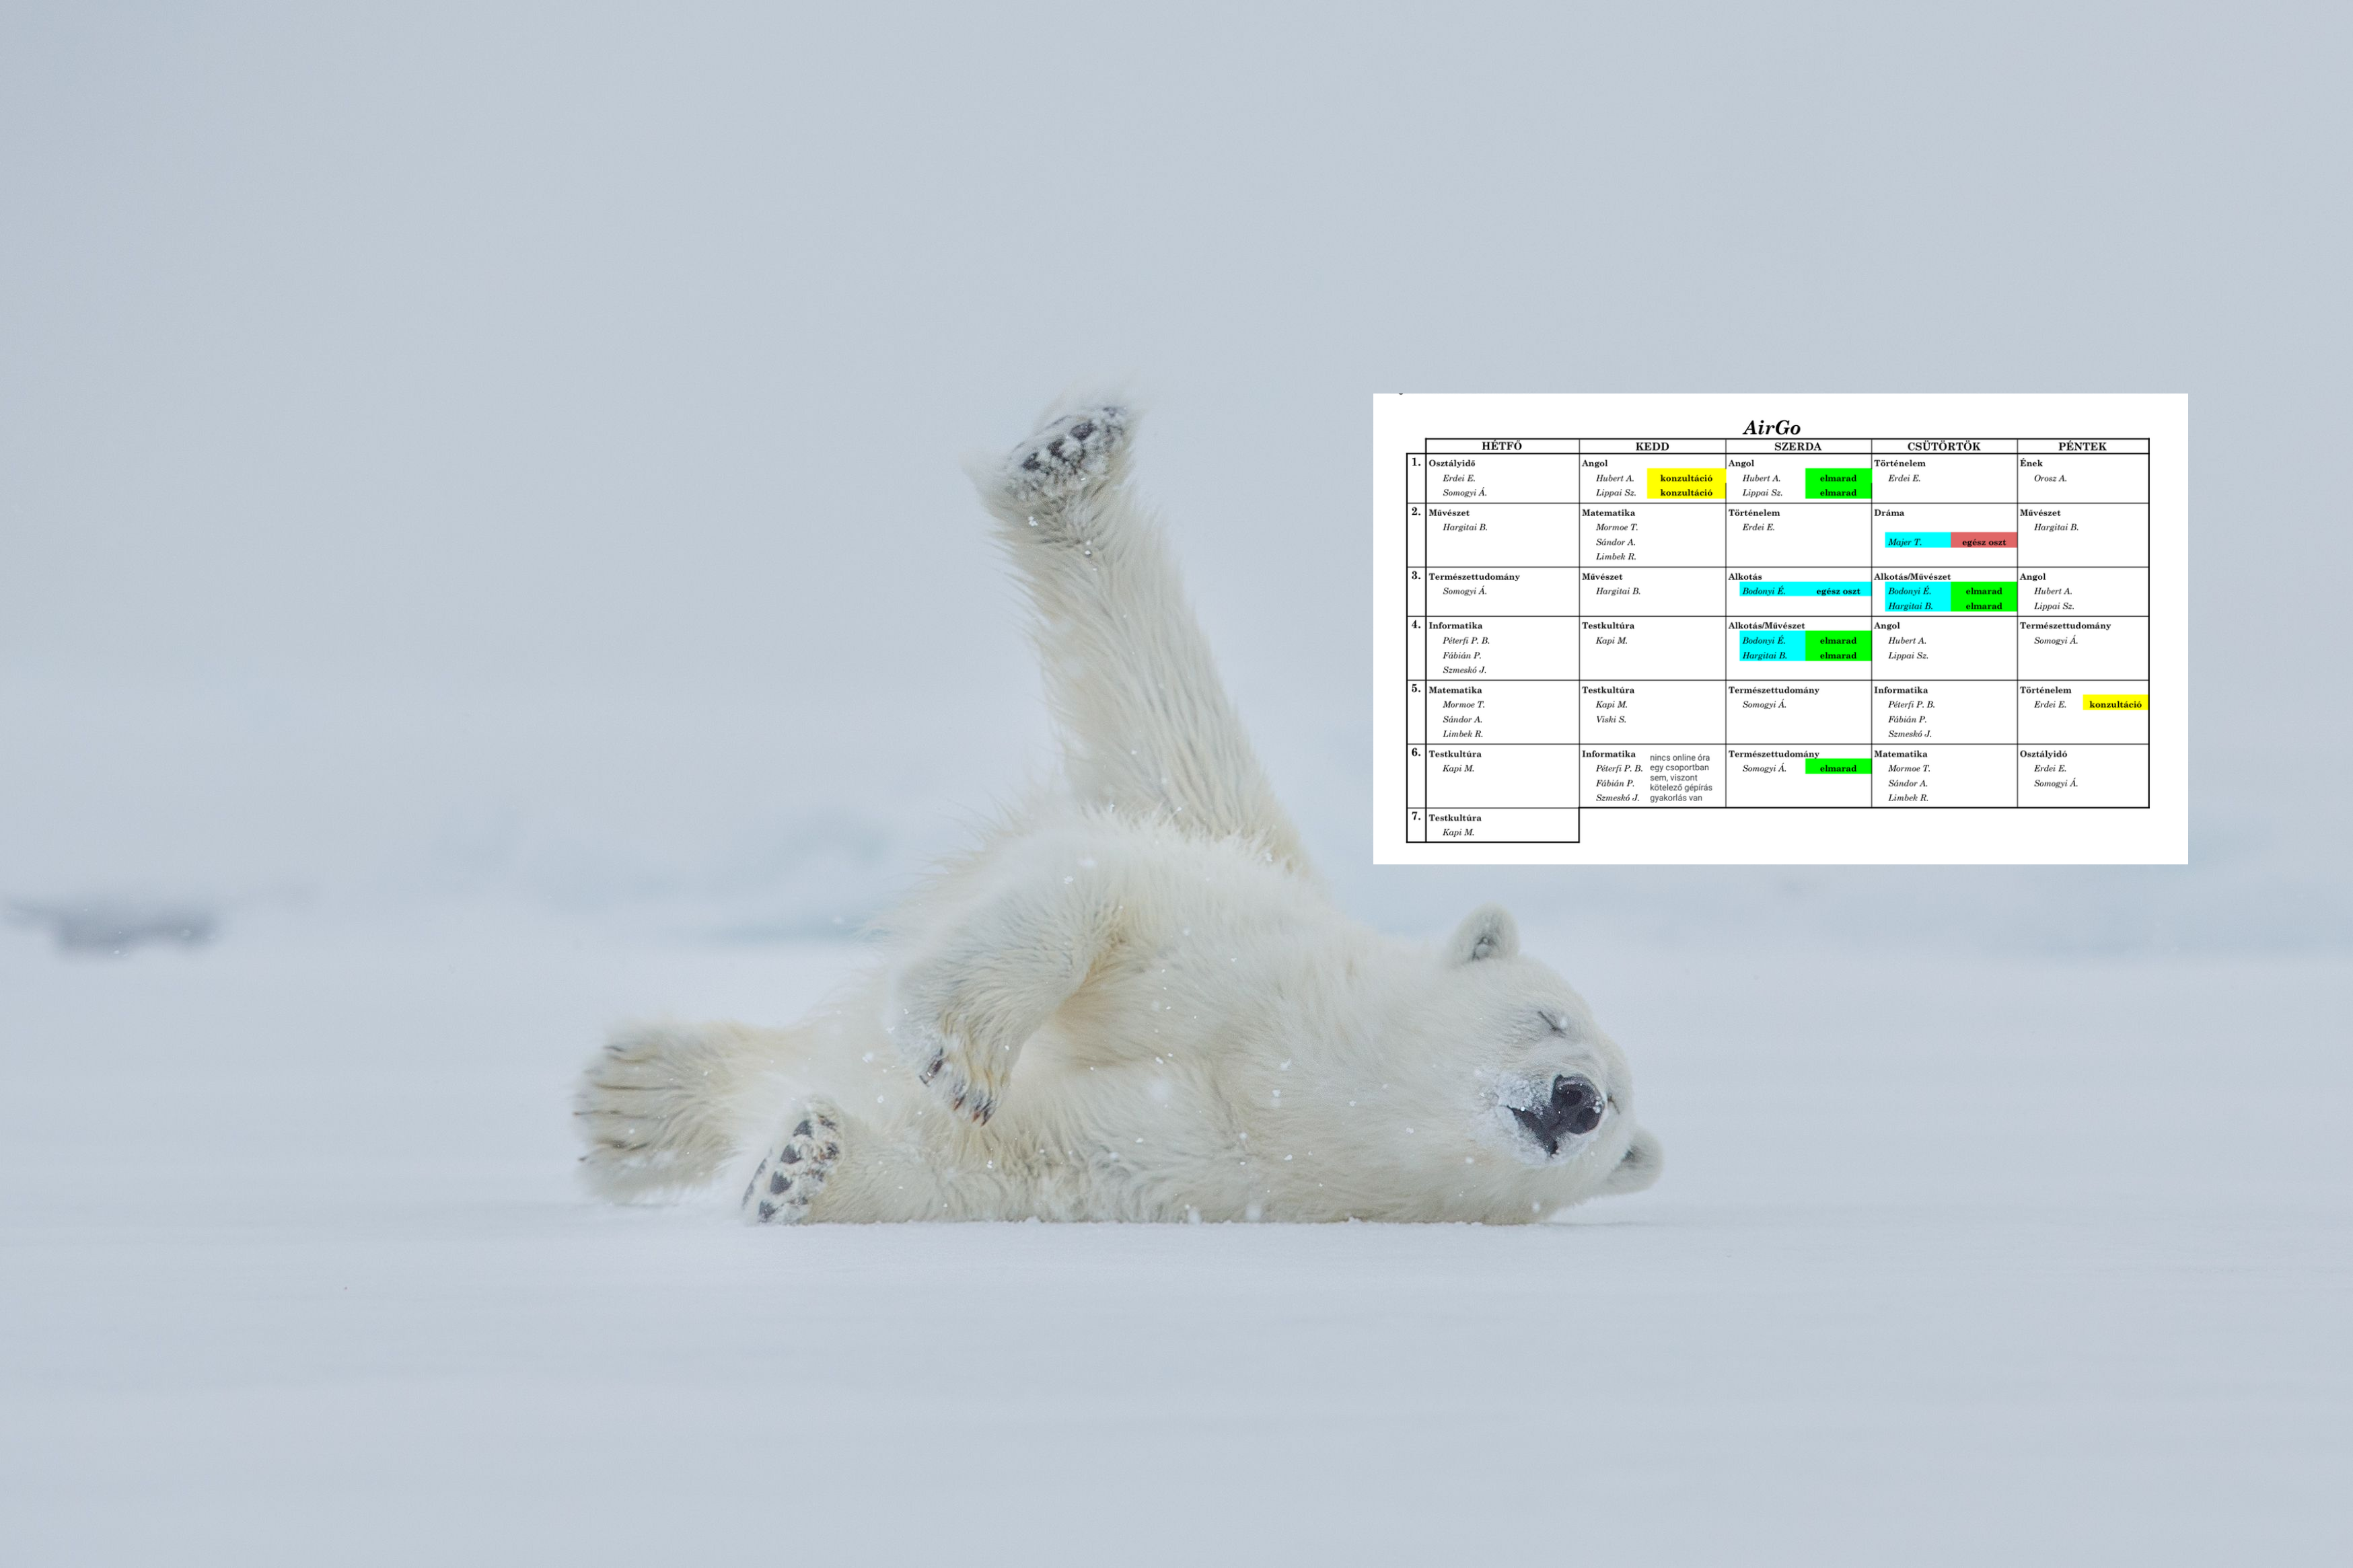 AirGo
HÉTFŐ KEDD SZERDA CSÜTÖRTÖK PÉNTEK
1. Osztályidő Angol Angol Történelem Ének
Erdei E. Hubert A. konzultáció Hubert A. elmarad Erdei E. Orosz A.
Somogyi Á. Lippai Sz. konzultáció Lippai Sz. elmarad
2. Művészet Matematika Történelem Dráma Művészet
Hargitai B. Mormoe T. Erdei E. Hargitai B.
Sándor A. Majer T. egész oszt
Limbek R.
3. Természettudomány Művészet Alkotás Alkotás/Művészet Angol
Somogyi Á. Hargitai B. Bodonyi É. egész oszt Bodonyi É. elmarad Hubert A.
Hargitai B. elmarad Lippai Sz.
4. Informatika Testkultúra Alkotás/Művészet Angol Természettudomány
Péterfi P. B. Kapi M. Bodonyi É. elmarad Hubert A. Somogyi Á.
Fábián P. Hargitai B. elmarad Lippai Sz.
Szmeskó J.
5. Matematika Testkultúra Természettudomány Informatika Történelem
Mormoe T. Kapi M. Somogyi Á. Péterfi P. B. Erdei E. konzultáció
Sándor A. Viski S. Fábián P.
Limbek R. Szmeskó J.
6. Testkultúra Informatika nincs online óra Természettudomány Matematika Osztályidő
Kapi M. Péterfi P. B. egy csoportban Somogyi Á. elmarad Mormoe T. Erdei E.
sem, viszont
Fábián P. kötelező gépírás Sándor A. Somogyi Á.
Szmeskó J. gyakorlás van Limbek R.
7. Testkultúra
Kapi M.